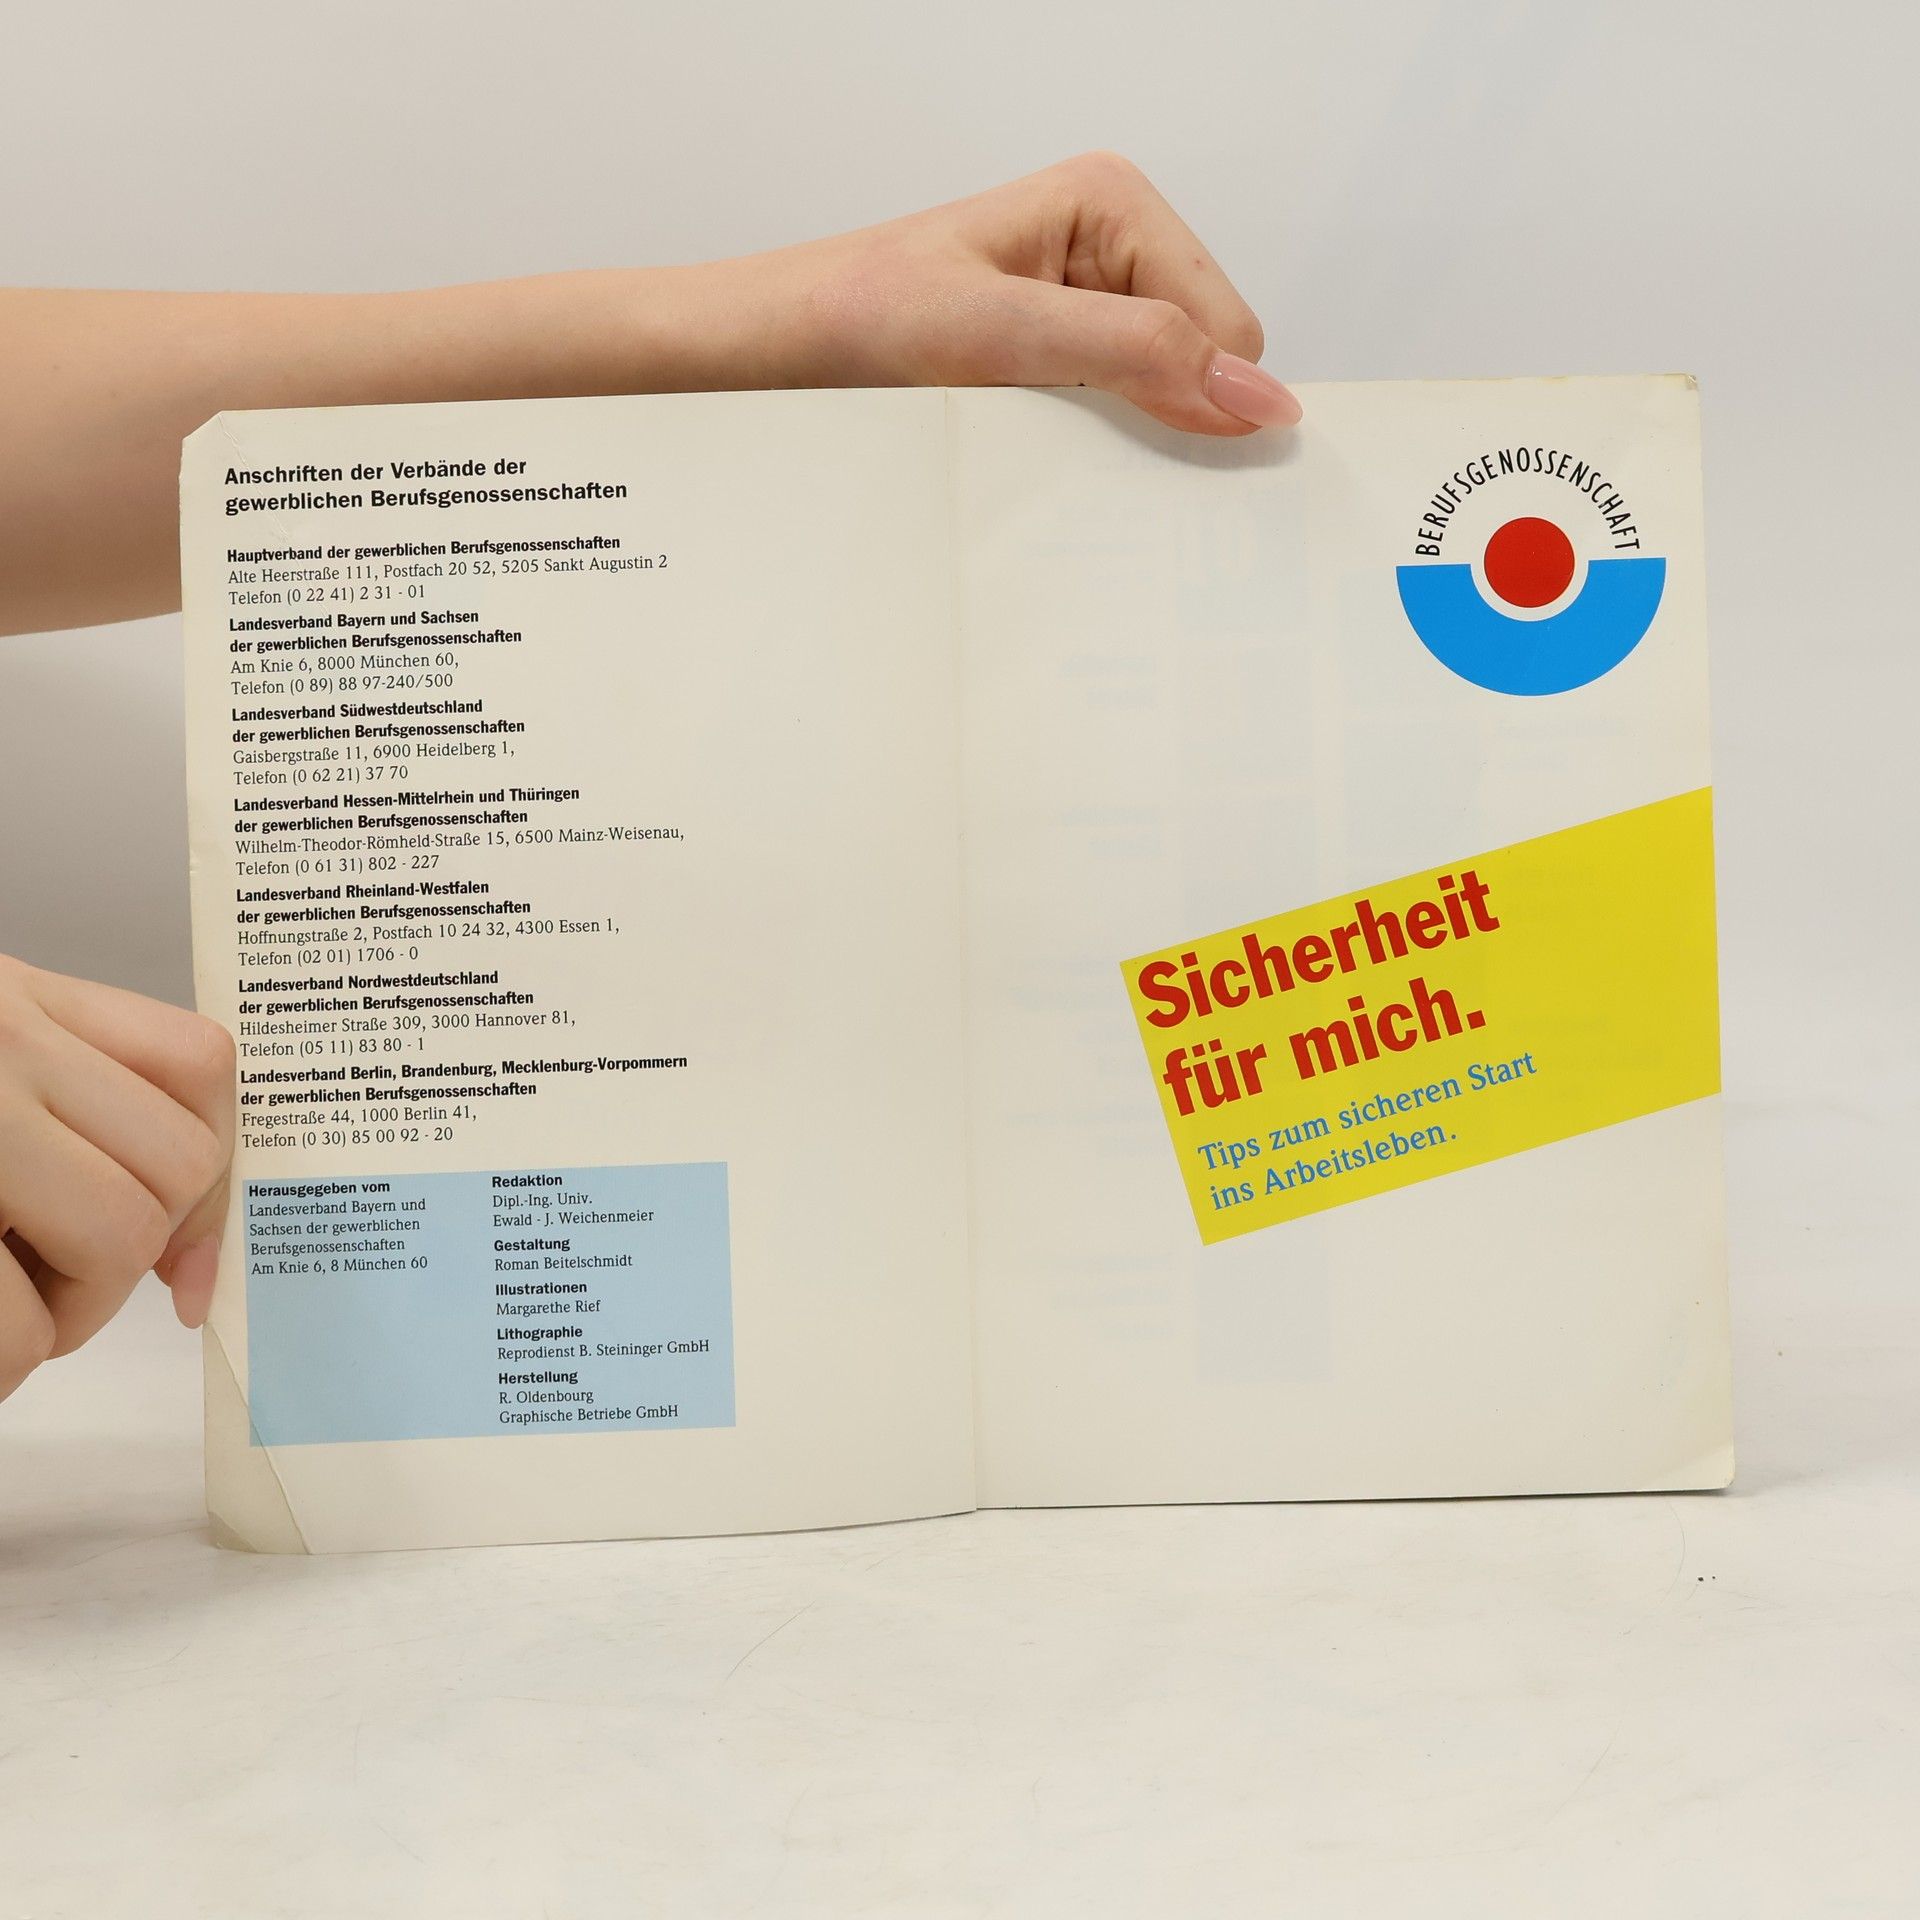 Anschriften der Verbände der
gewerblichen Berufsgenossenschaften
Hauptverband der gewerblichen Berufsgenossenschaften
Alte Heerstraße 111, Postfach 20 52, 5205 Sankt Augustin 2
Telefon (0 22 41) 2 31 - 01
Landesverband Bayern und Sachsen
der gewerblichen Berufsgenossenschaften
Am Knie 6, 8000 München 60,
Telefon (0 89) 88 97-240/500
Landesverband Südwestdeutschland
der gewerblichen Berufsgenossenschaften
Gaisbergstraße 11, 6900 Heidelberg 1,
Telefon (0 62 21) 37 70
Landesverband Hessen-Mittelrhein und Thüringen
der gewerblichen Berufsgenossenschaften
Wilhelm-Theodor-Römheld-Straße 15, 6500 Mainz-Weisenau,
Telefon (0 61 31) 802 - 227
Landesverband Rheinland-Westfalen
der gewerblichen Berufsgenossenschaften
Hoffnungstraße 2, Postfach 10 24 32, 4300 Essen 1,
Telefon (02 01) 1706 - 0
Landesverband Nordwestdeutschland
der gewerblichen Berufsgenossenschaften
Hildesheimer Straße 309, 3000 Hannover 81,
Telefon (05 11) 83 80 - 1
Landesverband Berlin, Brandenburg, Mecklenburg-Vorpommern
der gewerblichen Berufsgenossenschaften
Fregestraße 44, 1000 Berlin 41,
Telefon (0 30) 85 00 92 - 20
Herausgegeben vom
Landesverband Bayern und
Sachsen der gewerblichen
Berufsgenossenschaften
Am Knie 6, 8 München 60
Redaktion
Dipl.-Ing. Univ.
Ewald - J. Weichenmeier
Gestaltung
Roman Beitelschmidt
Illustrationen
Margarethe Rief
Lithographie
Reprodienst B. Steininger GmbH
Herstellung
R. Oldenbourg
Graphische Betriebe GmbH
BERUFSGENOSSENSCHAFT
Sicherheit
für mich.
Tips zum sicheren Start
ins Arbeitsleben.